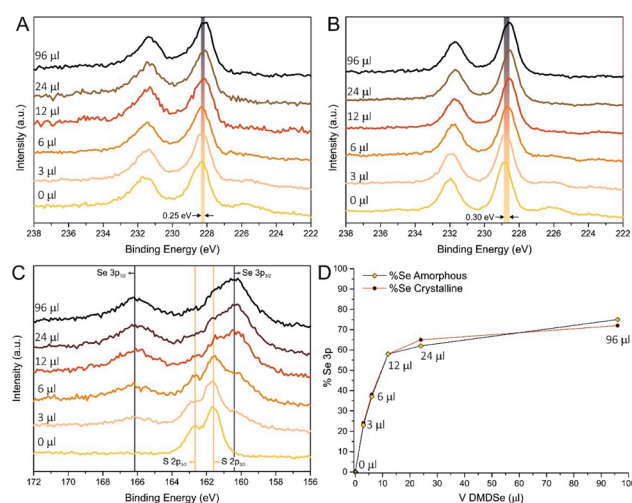 A
96 µl
24 µl
12 µl
6 µl
3 µl
0 µl
0.25 eV
238 236 234 232 230 228 226 224 222
Binding Energy (eV)
Intensity (a.u.)
B
96 µl
24 µl
12 µl
6 µl
3 µl
0 µl
0.30 eV
238 236 234 232 230 228 226 224 222
Binding Energy (eV)
Intensity (a.u.)
C
Se 3p1/2
Se 3p3/2
96 µl
24 µl
12 µl
6 µl
3 µl
0 µl
S 2p1/2
S 2p3/2
172 170 168 166 164 162 160 158 156
Binding Energy (eV)
Intensity (a.u.)
D
%Se Amorphous
%Se Crystalline
100
90
80
70
60
50
40
30
20
10
0
% Se 3p
0 µl
3 µl
6 µl
12 µl
24 µl
96 µl
0 10 20 30 40 50 60 70 80 90 100
V DMDSe (µl)